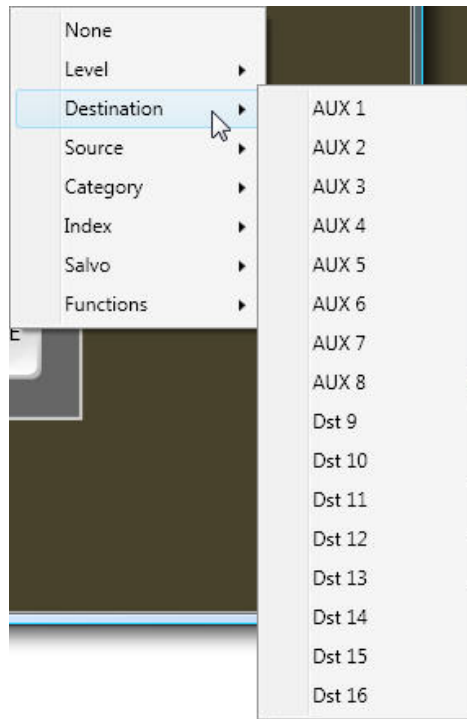 None
Level
Destination
Source
Category
Index
Salvo
Functions
E
AUX 1
AUX 2
AUX 3
AUX 4
AUX 5
AUX 6
AUX 7
AUX 8
Dst 9
Dst 10
Dst 11
Dst 12
Dst 13
Dst 14
Dst 15
Dst 16